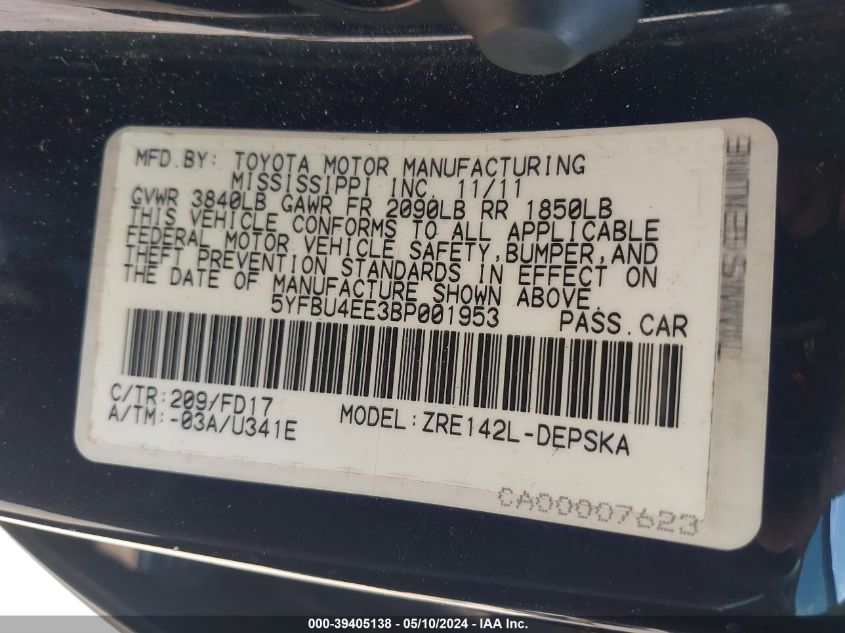 MFD.BY: TOYOTA MOTOR MANUFACTURING
MISSISSIPPI INC. 11/11
GVWR 3840LB GAWR FR 2090LB RR 1850LB
THIS VEHICLE CONFORMS TO ALL APPLICABLE
FEDERAL MOTOR VEHICLE SAFETY,BUMPER,AND
THEFT PREVENTION STANDARDS IN EFFECT ON
THE DATE OF MANUFACTURE SHOWN ABOVE.
5YFBU4EE3BP001953 PASS.CAR
C/TR:209/FD17
A/TM:-03A/U341E MODEL:ZRE142L-DEPSKA
CA00007623
000-39405138 - 05/10/2024 - IAA, LLC.